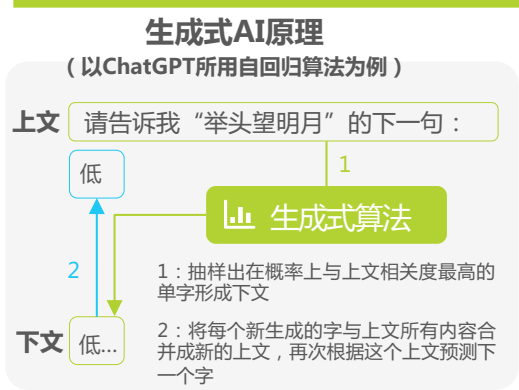 生成式AI原理
(以ChatGPT所用自回归算法为例)
上文 请告诉我“举头望明月”的下一句：
低
1
生成式算法
2
1：抽样出在概率上与上文相关度最高的
单字形成下文
下文 低...
2：将每个新生成的字与上文所有内容合
并成新的上文，再次根据这个上文预测下
一个字